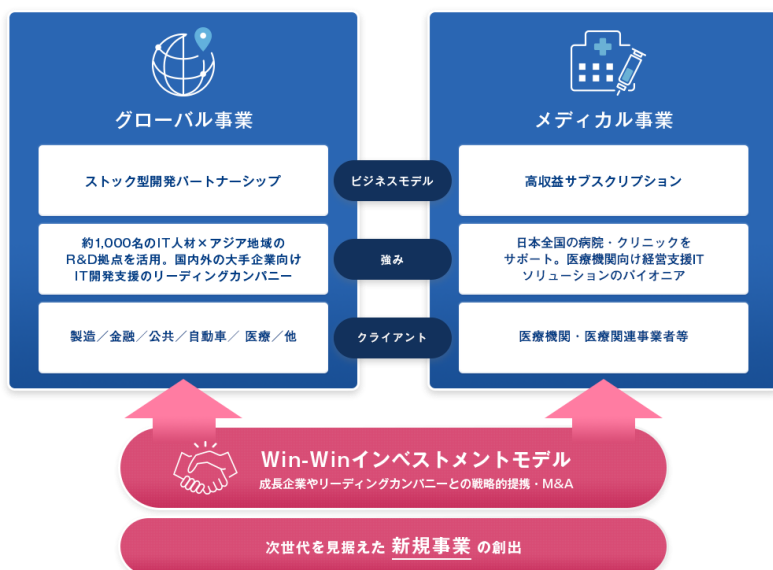 グローバル事業
ストック型開発パートナーシップ
約1,000名のIT人材×アジア地域の
R&D拠点を活用。国内外の大手企業向け
IT開発支援のリーディングカンパニー
製造／金融／公共／自動車／ 医療／他
ビジネスモデル
強み
クライアント
メディカル事業
高収益サブスクリプション
日本全国の病院・クリニックを
サポート。医療機関向け経営支援IT
ソリューションのパイオニア
医療機関・医療関連事業者等
Win-Winインベストメントモデル
成長企業やリーディングカンパニーとの戦略的提携・M&A
次世代を見据えた 新規事業 の創出